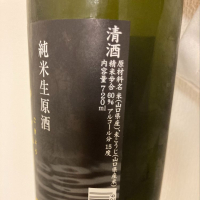 清酒
原材料名 米(山口県産)、米こうじ(山口県産米)
精米歩合 60% アルコール分 15度
内容量 720ml
純米生原酒